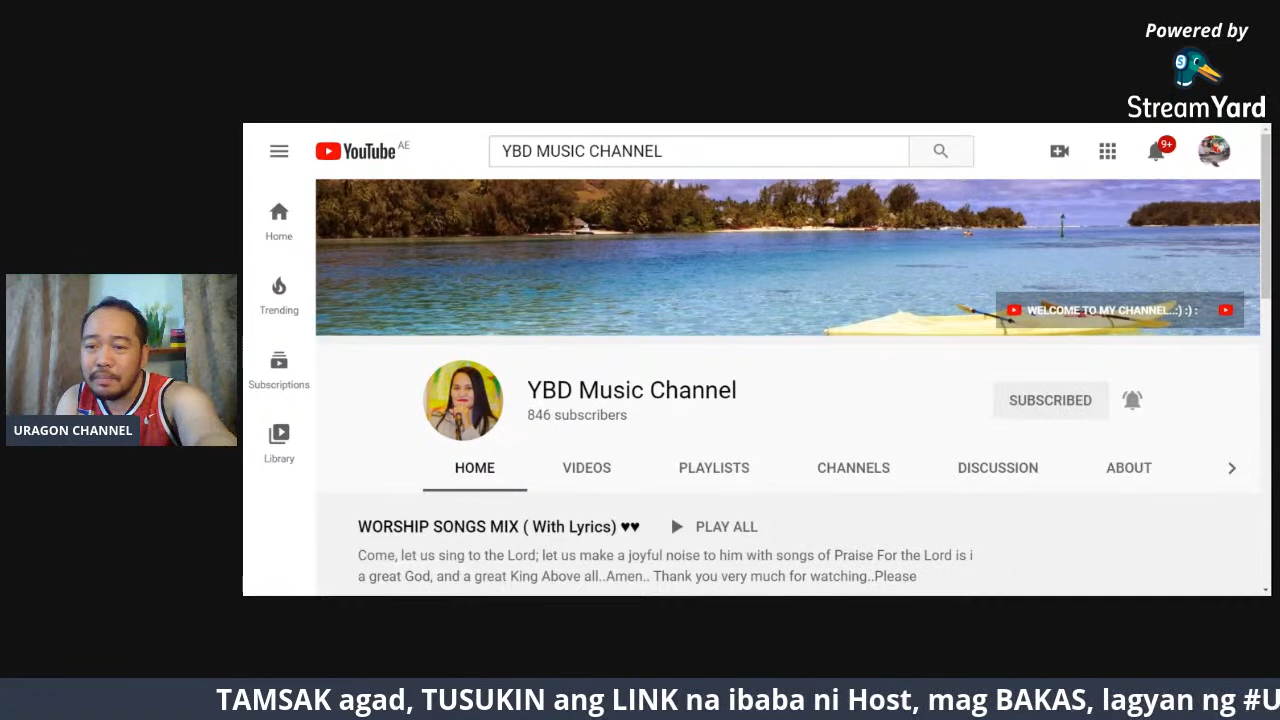 Powered by
StreamYard
YouTube AE
YBD MUSIC CHANNEL
9+
Home
Trending
Subscriptions
Library
WELCOME TO MY CHANNEL..:) :) :
YBD Music Channel
846 subscribers
SUBSCRIBED
HOME VIDEOS PLAYLISTS CHANNELS DISCUSSION ABOUT
WORSHIP SONGS MIX ( With Lyrics) ♥♥ PLAY ALL
Come, let us sing to the Lord; let us make a joyful noise to him with songs of Praise For the Lord is i
a great God, and a great King Above all..Amen.. Thank you very much for watching..Please
URAGON CHANNEL
TAMSAK agad, TUSUKIN ang LINK na ibaba ni Host, mag BAKAS, lagyan ng #U